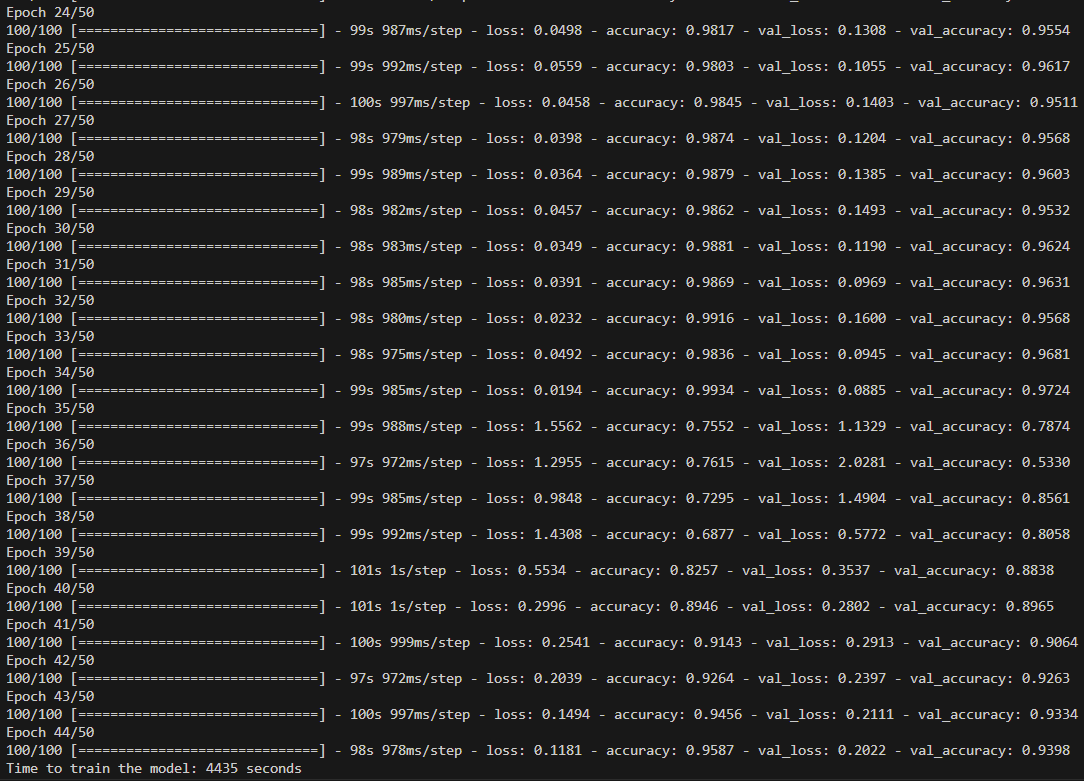 Epoch 24/50
100/100 [==============================] - 99s 987ms/step - loss: 0.0498 - accuracy: 0.9817 - val_loss: 0.1308 - val_accuracy: 0.9554
Epoch 25/50
100/100 [==============================] - 99s 992ms/step - loss: 0.0559 - accuracy: 0.9803 - val_loss: 0.1055 - val_accuracy: 0.9617
Epoch 26/50
100/100 [==============================] - 100s 997ms/step - loss: 0.0458 - accuracy: 0.9845 - val_loss: 0.1403 - val_accuracy: 0.9511
Epoch 27/50
100/100 [==============================] - 98s 979ms/step - loss: 0.0398 - accuracy: 0.9874 - val_loss: 0.1204 - val_accuracy: 0.9568
Epoch 28/50
100/100 [==============================] - 99s 989ms/step - loss: 0.0364 - accuracy: 0.9879 - val_loss: 0.1385 - val_accuracy: 0.9603
Epoch 29/50
100/100 [==============================] - 98s 982ms/step - loss: 0.0457 - accuracy: 0.9862 - val_loss: 0.1493 - val_accuracy: 0.9532
Epoch 30/50
100/100 [==============================] - 98s 983ms/step - loss: 0.0349 - accuracy: 0.9881 - val_loss: 0.1190 - val_accuracy: 0.9624
Epoch 31/50
100/100 [==============================] - 98s 985ms/step - loss: 0.0391 - accuracy: 0.9869 - val_loss: 0.0969 - val_accuracy: 0.9631
Epoch 32/50
100/100 [==============================] - 98s 980ms/step - loss: 0.0232 - accuracy: 0.9916 - val_loss: 0.1600 - val_accuracy: 0.9568
Epoch 33/50
100/100 [==============================] - 98s 975ms/step - loss: 0.0492 - accuracy: 0.9836 - val_loss: 0.0945 - val_accuracy: 0.9681
Epoch 34/50
100/100 [==============================] - 99s 985ms/step - loss: 0.0194 - accuracy: 0.9934 - val_loss: 0.0885 - val_accuracy: 0.9724
Epoch 35/50
100/100 [==============================] - 99s 988ms/step - loss: 1.5562 - accuracy: 0.7552 - val_loss: 1.1329 - val_accuracy: 0.7874
Epoch 36/50
100/100 [==============================] - 97s 972ms/step - loss: 1.2955 - accuracy: 0.7615 - val_loss: 2.0281 - val_accuracy: 0.5330
Epoch 37/50
100/100 [==============================] - 99s 985ms/step - loss: 0.9848 - accuracy: 0.7295 - val_loss: 1.4904 - val_accuracy: 0.8561
Epoch 38/50
100/100 [==============================] - 99s 992ms/step - loss: 1.4308 - accuracy: 0.6877 - val_loss: 0.5772 - val_accuracy: 0.8058
Epoch 39/50
100/100 [==============================] - 101s 1s/step - loss: 0.5534 - accuracy: 0.8257 - val_loss: 0.3537 - val_accuracy: 0.8838
Epoch 40/50
100/100 [==============================] - 101s 1s/step - loss: 0.2996 - accuracy: 0.8946 - val_loss: 0.2802 - val_accuracy: 0.8965
Epoch 41/50
100/100 [==============================] - 100s 999ms/step - loss: 0.2541 - accuracy: 0.9143 - val_loss: 0.2913 - val_accuracy: 0.9064
Epoch 42/50
100/100 [==============================] - 97s 972ms/step - loss: 0.2039 - accuracy: 0.9264 - val_loss: 0.2397 - val_accuracy: 0.9263
Epoch 43/50
100/100 [==============================] - 100s 997ms/step - loss: 0.1494 - accuracy: 0.9456 - val_loss: 0.2111 - val_accuracy: 0.9334
Epoch 44/50
100/100 [==============================] - 98s 978ms/step - loss: 0.1181 - accuracy: 0.9587 - val_loss: 0.2022 - val_accuracy: 0.9398
Time to train the model: 4435 seconds